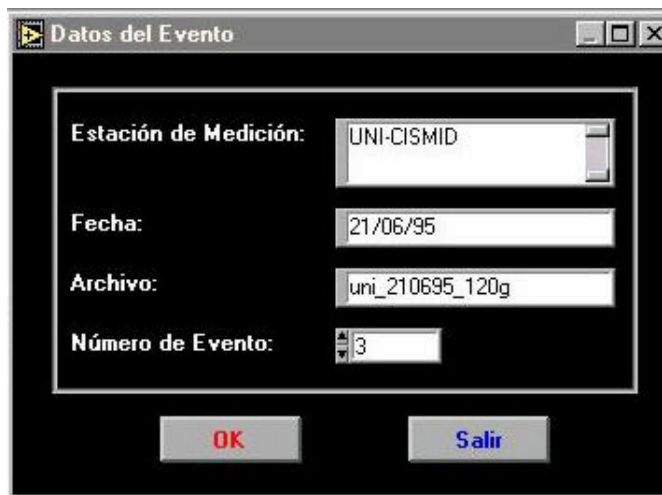 Datos del Evento
Estación de Medición: UNI-CISMID
Fecha: 21/06/95
Archivo: uni_210695_120g
Número de Evento: 3
OK Salir